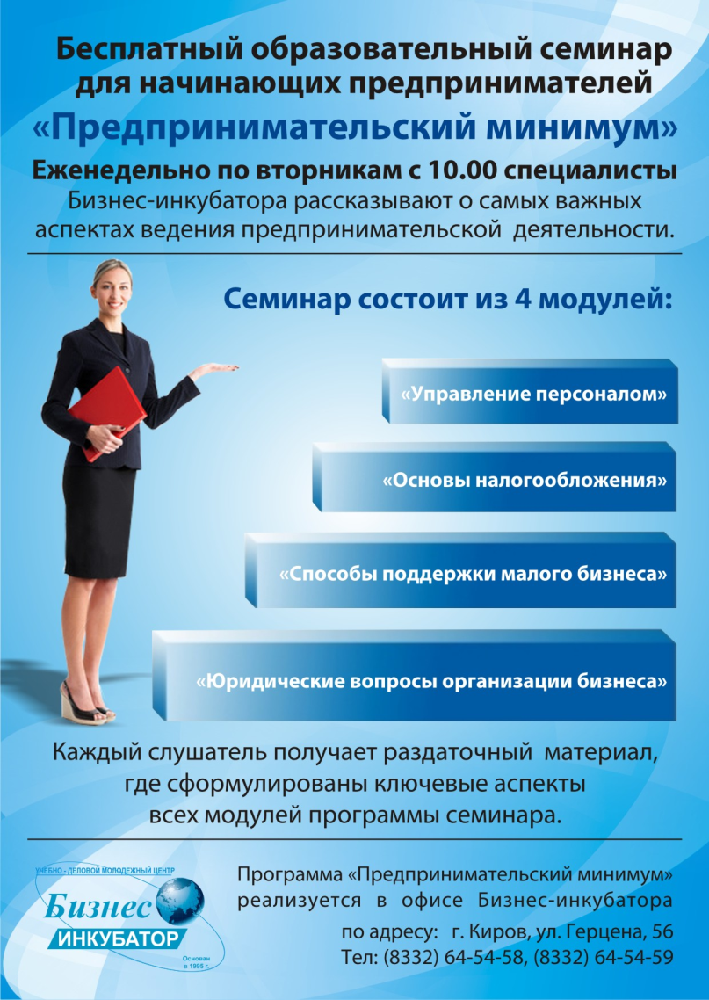 Бесплатный образовательный семинар
для начинающих предпринимателей
«Предпринимательский минимум»
Еженедельно по вторникам с 10.00 специалисты
Бизнес-инкубатора рассказывают о самых важных
аспектах ведения предпринимательской деятельности.
Семинар состоит из 4 модулей:
«Управление персоналом»
«Основы налогообложения»
«Способы поддержки малого бизнеса»
«Юридические вопросы организации бизнеса»
Каждый слушатель получает раздаточный материал,
где сформулированы ключевые аспекты
всех модулей программы семинара.
УЧЕБНО - ДЕЛОВОЙ МОЛОДЕЖНЫЙ ЦЕНТР
Бизнес
ИНКУБАТОР
Основан
в 1995 г.
Программа «Предпринимательский минимум»
реализуется в офисе Бизнес-инкубатора
по адресу: г. Киров, ул. Герцена, 56
Тел: (8332) 64-54-58, (8332) 64-54-59